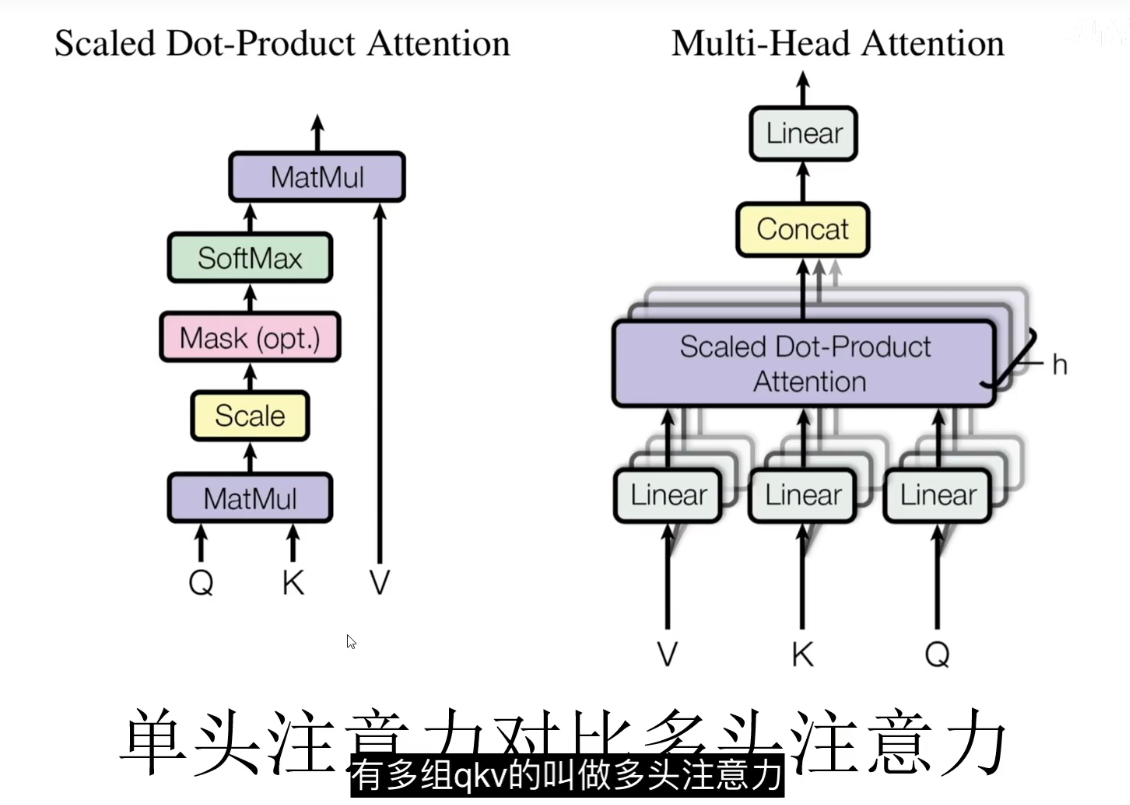 Scaled Dot-Product Attention
MatMul
SoftMax
Mask (opt.)
Scale
MatMul
Q K V
Multi-Head Attention
Linear
Concat
Scaled Dot-Product
Attention
h
Linear Linear Linear
V K Q
单头注意力对比多头注意力
有多组qkv的叫做多头注意力